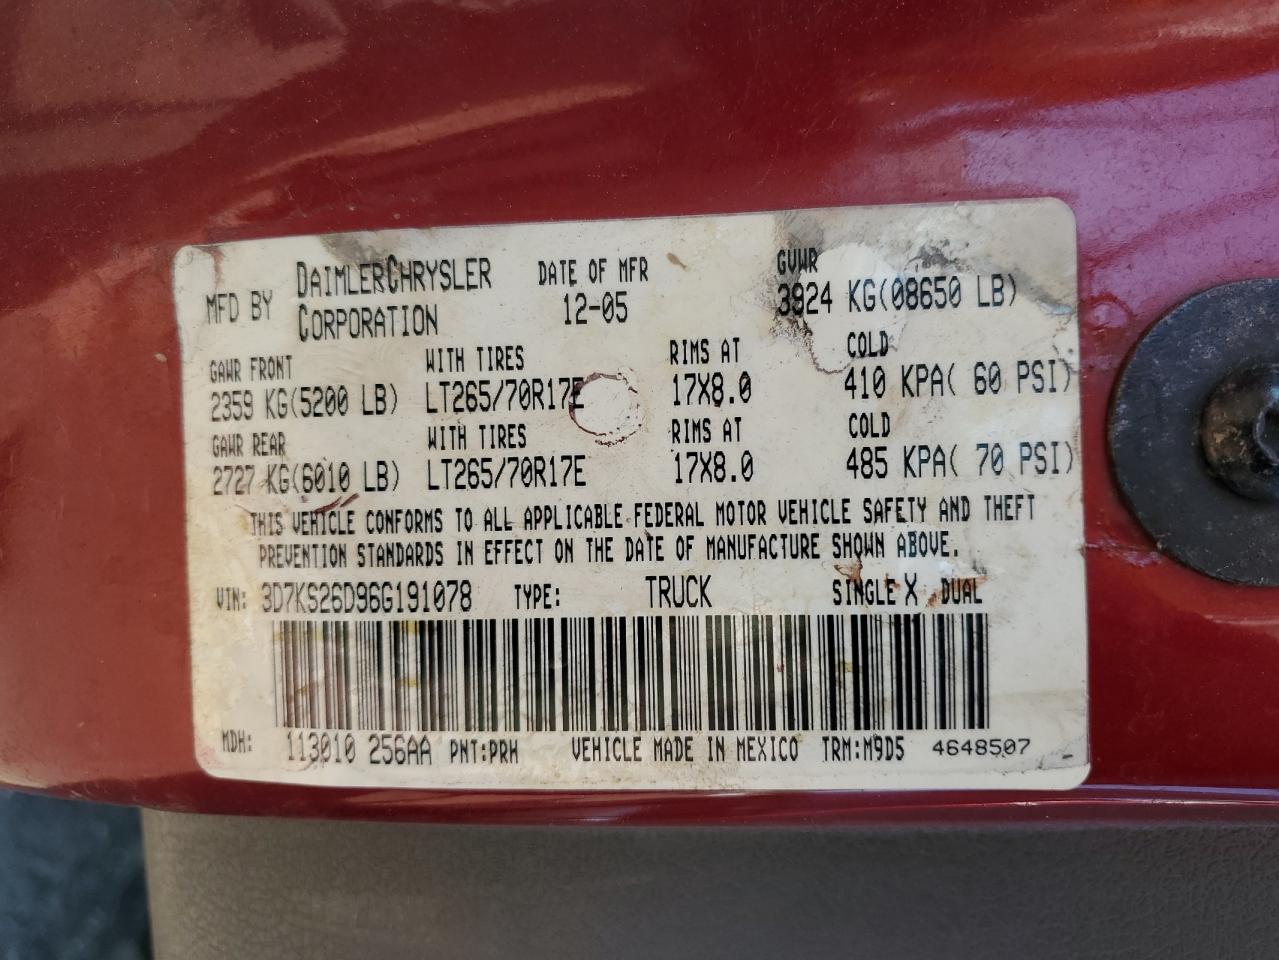 MFD BY DAIMLERCHRYSLER CORPORATION DATE OF MFR 12-05 GVWR 3924 KG(08650 LB)
GAWR FRONT WITH TIRES RIMS AT COLD
2359 KG(5200 LB) LT265/70R17E 17X8.0 410 KPA( 60 PSI)
GAWR REAR WITH TIRES RIMS AT COLD
2727 KG(6010 LB) LT265/70R17E 17X8.0 485 KPA( 70 PSI)
THIS VEHICLE CONFORMS TO ALL APPLICABLE FEDERAL MOTOR VEHICLE SAFETY AND THEFT
PREVENTION STANDARDS IN EFFECT ON THE DATE OF MANUFACTURE SHOWN ABOVE.
VIN: 3D7KS26D96G191078 TYPE: TRUCK SINGLE X DUAL
MDH: 113010 256AA PNT:PRH VEHICLE MADE IN MEXICO TRM:M9D5 4648507